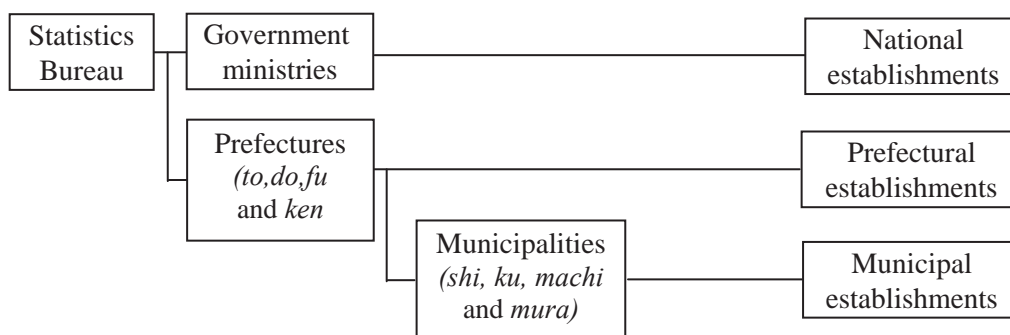 Statistics
Bureau
Government
ministries
National
establishments
Prefectures
(to,do,fu
and ken
Prefectural
establishments
Municipalities
(shi, ku, machi
and mura)
Municipal
establishments